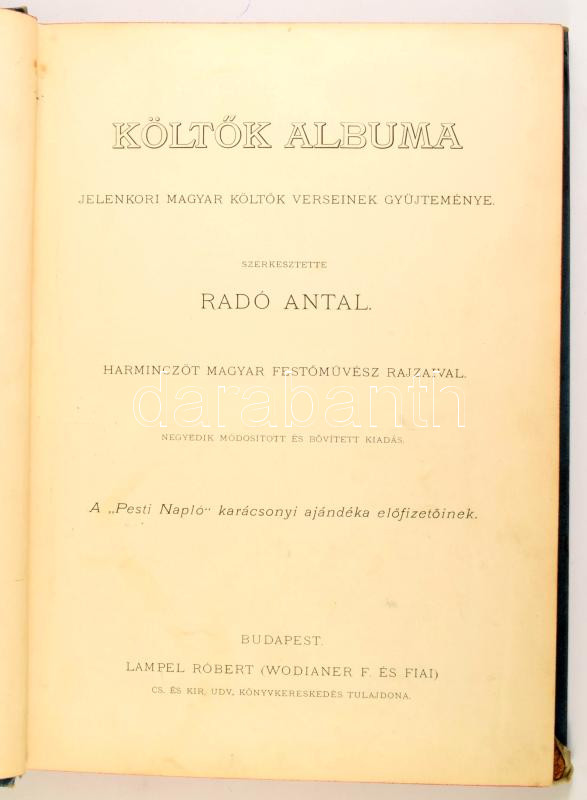 KÖLTŐK ALBUMA
JELENKORI MAGYAR KÖLTŐK VERSEINEK GYŰJTEMÉNYE.
SZERKESZTETTE
RADÓ ANTAL.
HARMINCZÖT MAGYAR FESTŐMŰVÉSZ RAJZAIVAL.
darabanth
NEGYEDIK MÓDOSÍTOTT ÉS BŐVÍTETT KIADÁS.
A „Pesti Napló" karácsonyi ajándéka előfizetőinek.
BUDAPEST.
LAMPEL RÓBERT (WODIANER F. ÉS FIAI)
CS. ÉS KIR. UDV. KÖNYVKERESKEDÉS TULAJDONA.